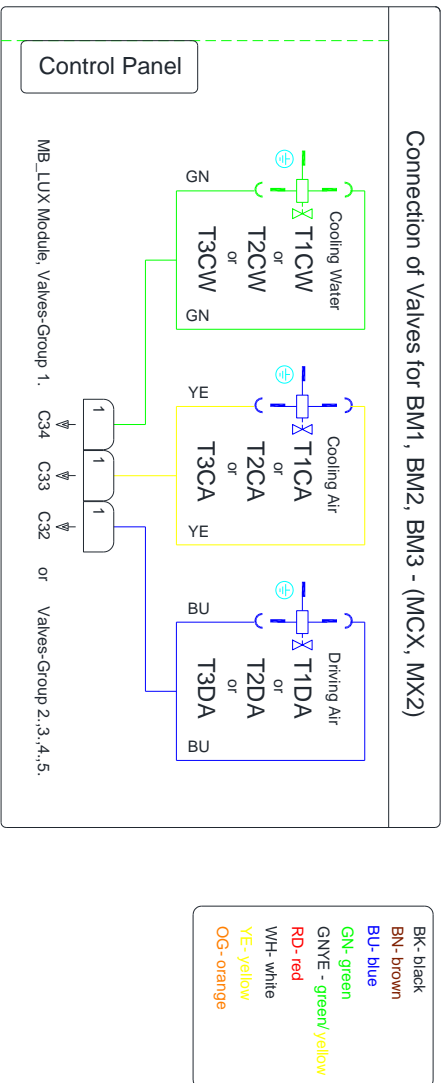 Connection of Valves for BM1, BM2, BM3 - (MCX, MX2)
Control Panel
Cooling Water
T1CW
or
T2CW
or
T3CW
GN
GN
Cooling Air
T1CA
or
T2CA
or
T3CA
YE
YE
Driving Air
T1DA
or
T2DA
or
T3DA
BU
BU
1
1
1
MB_LUX Module, Valves-Group 1.
C34
C33
C32
or
Valves-Group 2.,3.,4.,5.
BK- black
BN- brown
BU- blue
GN- green
GNYE - green/ yellow
RD- red
WH- white
YE- yellow
OG- orange